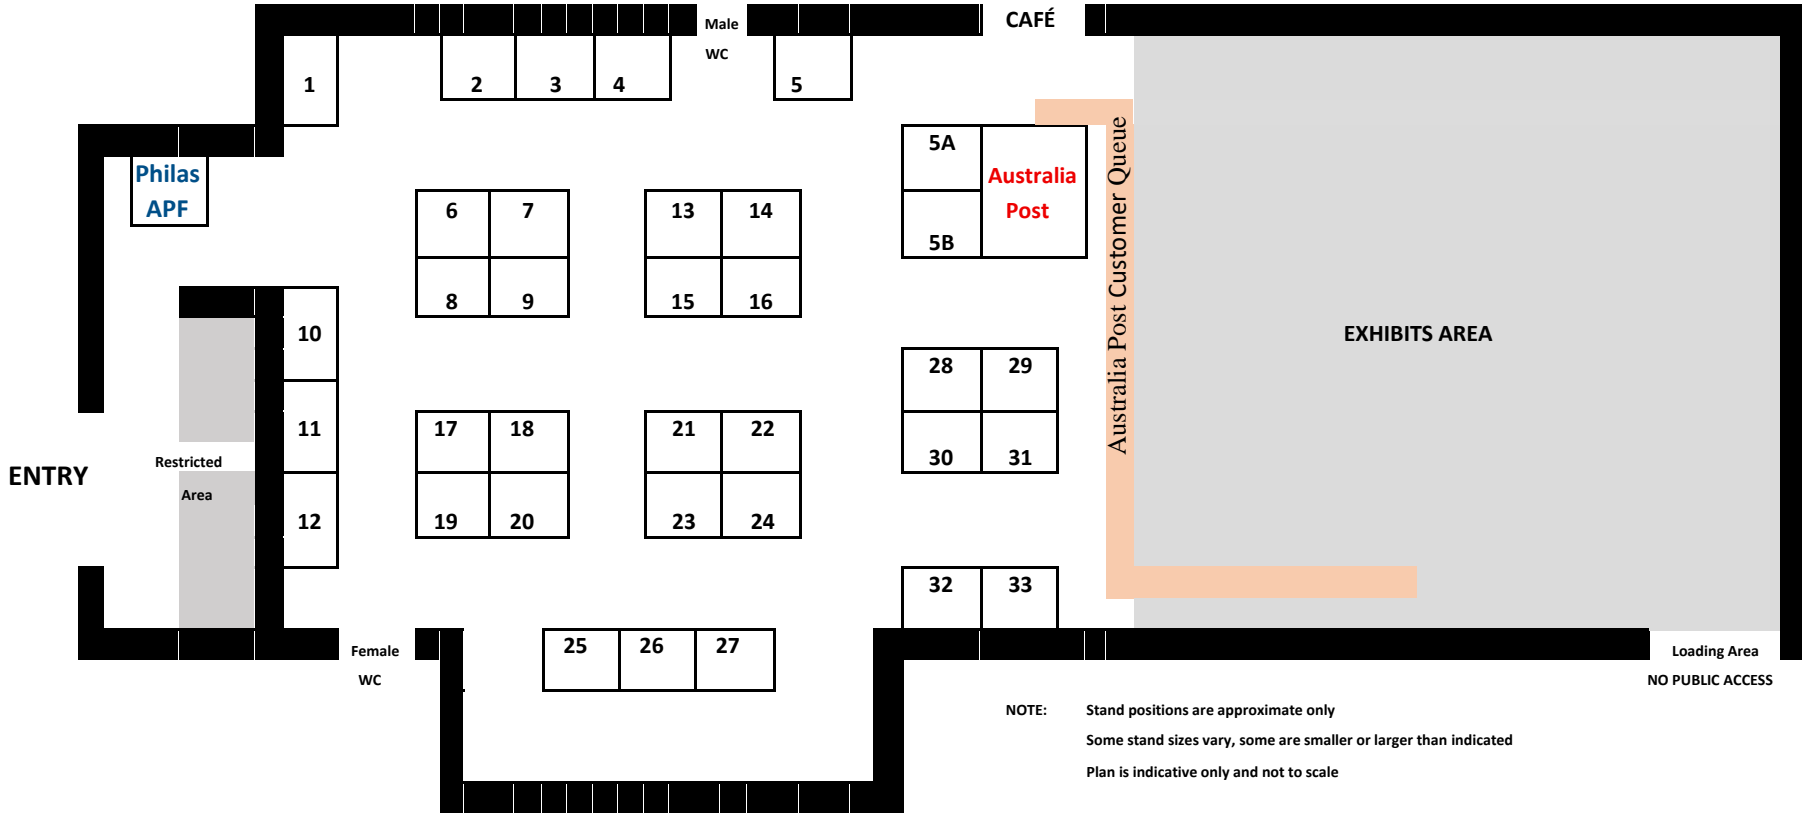 CAFÉ
Male
WC
1
2
3
4
5
5A
Australia
Post
5B
Australia Post Customer Queue
Philas
APF
6
7
8
9
13
14
15
16
10
11
12
28
29
30
31
EXHIBITS AREA
17
18
19
20
21
22
23
24
ENTRY
Restricted
Area
32
33
25
26
27
Female
WC
Loading Area
NO PUBLIC ACCESS
NOTE: Stand positions are approximate only
Some stand sizes vary, some are smaller or larger than indicated
Plan is indicative only and not to scale